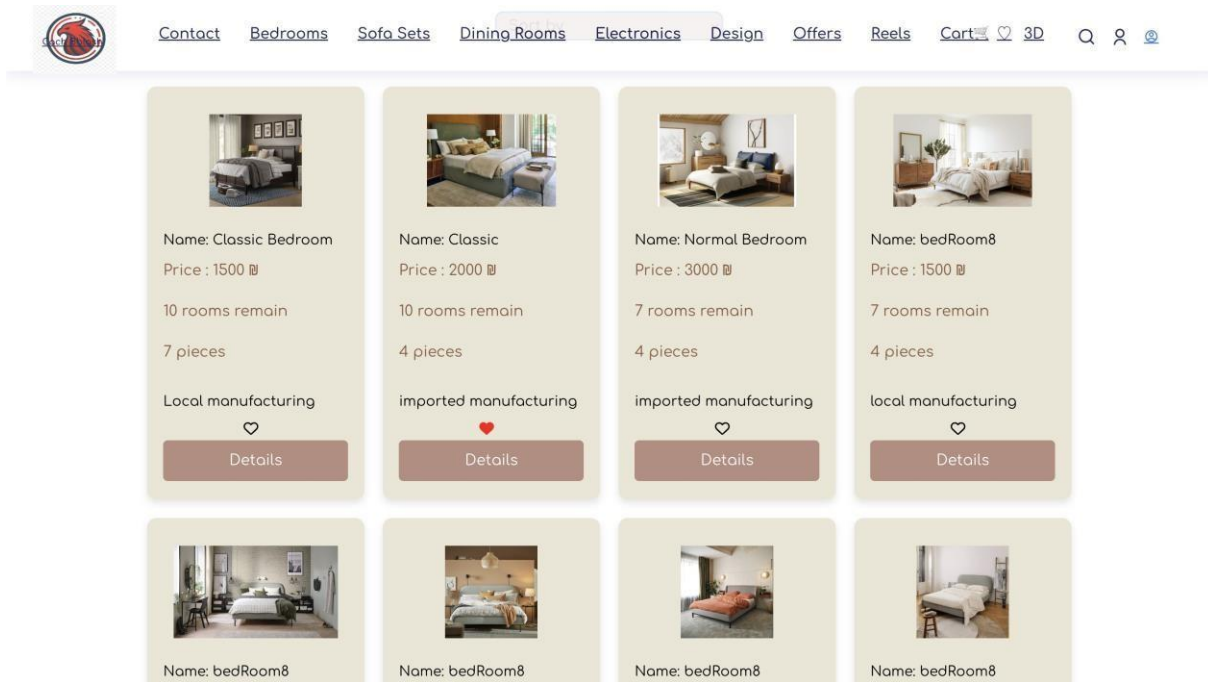 Sort by
Contact Bedrooms Sofa Sets Dining Rooms Electronics Design Offers Reels Cart🛒 ♡ 3D
Name: Classic Bedroom Name: Classic Name: Normal Bedroom Name: bedRoom8
Price : 1500 ₪ Price : 2000 ₪ Price : 3000 ₪ Price : 1500 ₪
10 rooms remain 10 rooms remain 7 rooms remain 7 rooms remain
7 pieces 4 pieces 4 pieces 4 pieces
Local manufacturing imported manufacturing imported manufacturing local manufacturing
Details Details Details Details
Name: bedRoom8 Name: bedRoom8 Name: bedRoom8 Name: bedRoom8